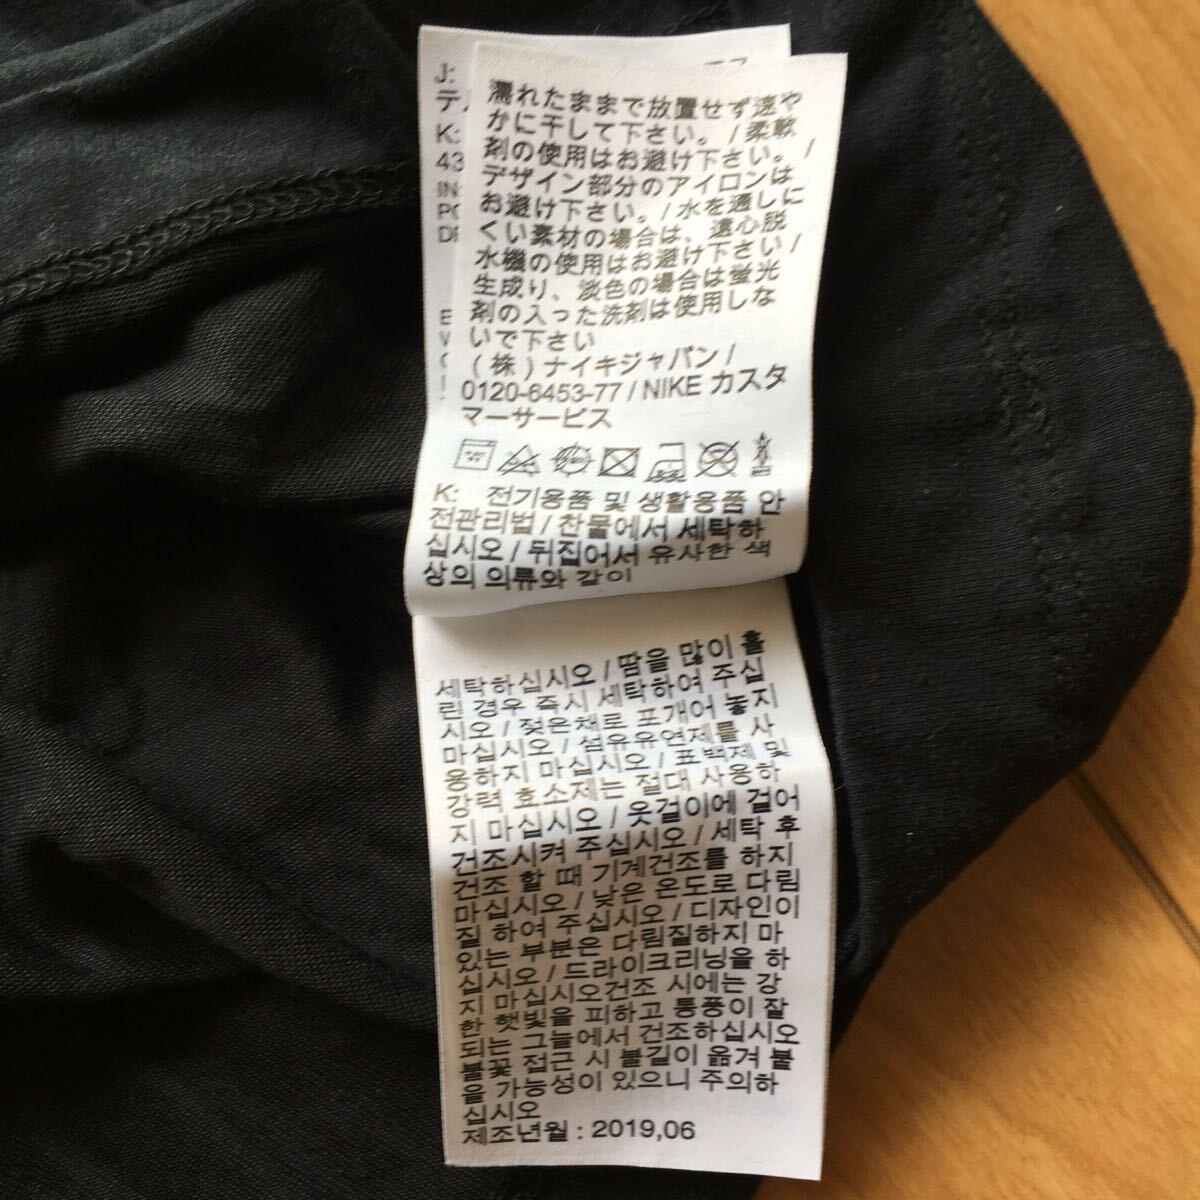 J:
テ
K:
43
IN
PO
DI
濡れたままで放置せず速や
かに干して下さい。/ 柔軟
剤の使用はお避け下さい。/
デザイン部分のアイロンは
お避け下さい。/ 水を通しに
くい素材の場合は、遠心脱
水機の使用はお避け下さい /
生成り、淡色の場合は蛍光
剤の入った洗剤は使用しな
いで下さい
(株)ナイキジャパン /
0120-6453-77 / NIKE カスタ
マーサービス
K: 전기용품 및 생활용품 안
전관리법 / 찬물에서 세탁하
십시오 / 뒤집어서 유사한 색
상의 의류와 같이
세탁하십시오 / 땀을 많이 흘
린 경우 즉시 세탁하여 주십
시오 / 젖은채로 포개어 놓지
마십시오 / 섬유유연제를 사
용하지 마십시오 / 표백제 및
강력 효소제는 절대 사용하
지 마십시오 / 옷걸이에 걸어
건조시켜 주십시오 / 세탁 후
건조 할 때 기계건조를 하지
마십시오 / 낮은 온도로 다림
질 하여 주십시오 / 디자인이
있는 부분은 다림질하지 마
십시오 / 드라이크리닝을 하
지 마십시오건조 시에는 강
한 햇빛을 피하고 통풍이 잘
되는 그늘에서 건조하십시오
불꽃 접근 시 불길이 옮겨 붙
을 가능성이 있으니 주의하
십시오
제조년월 : 2019,06